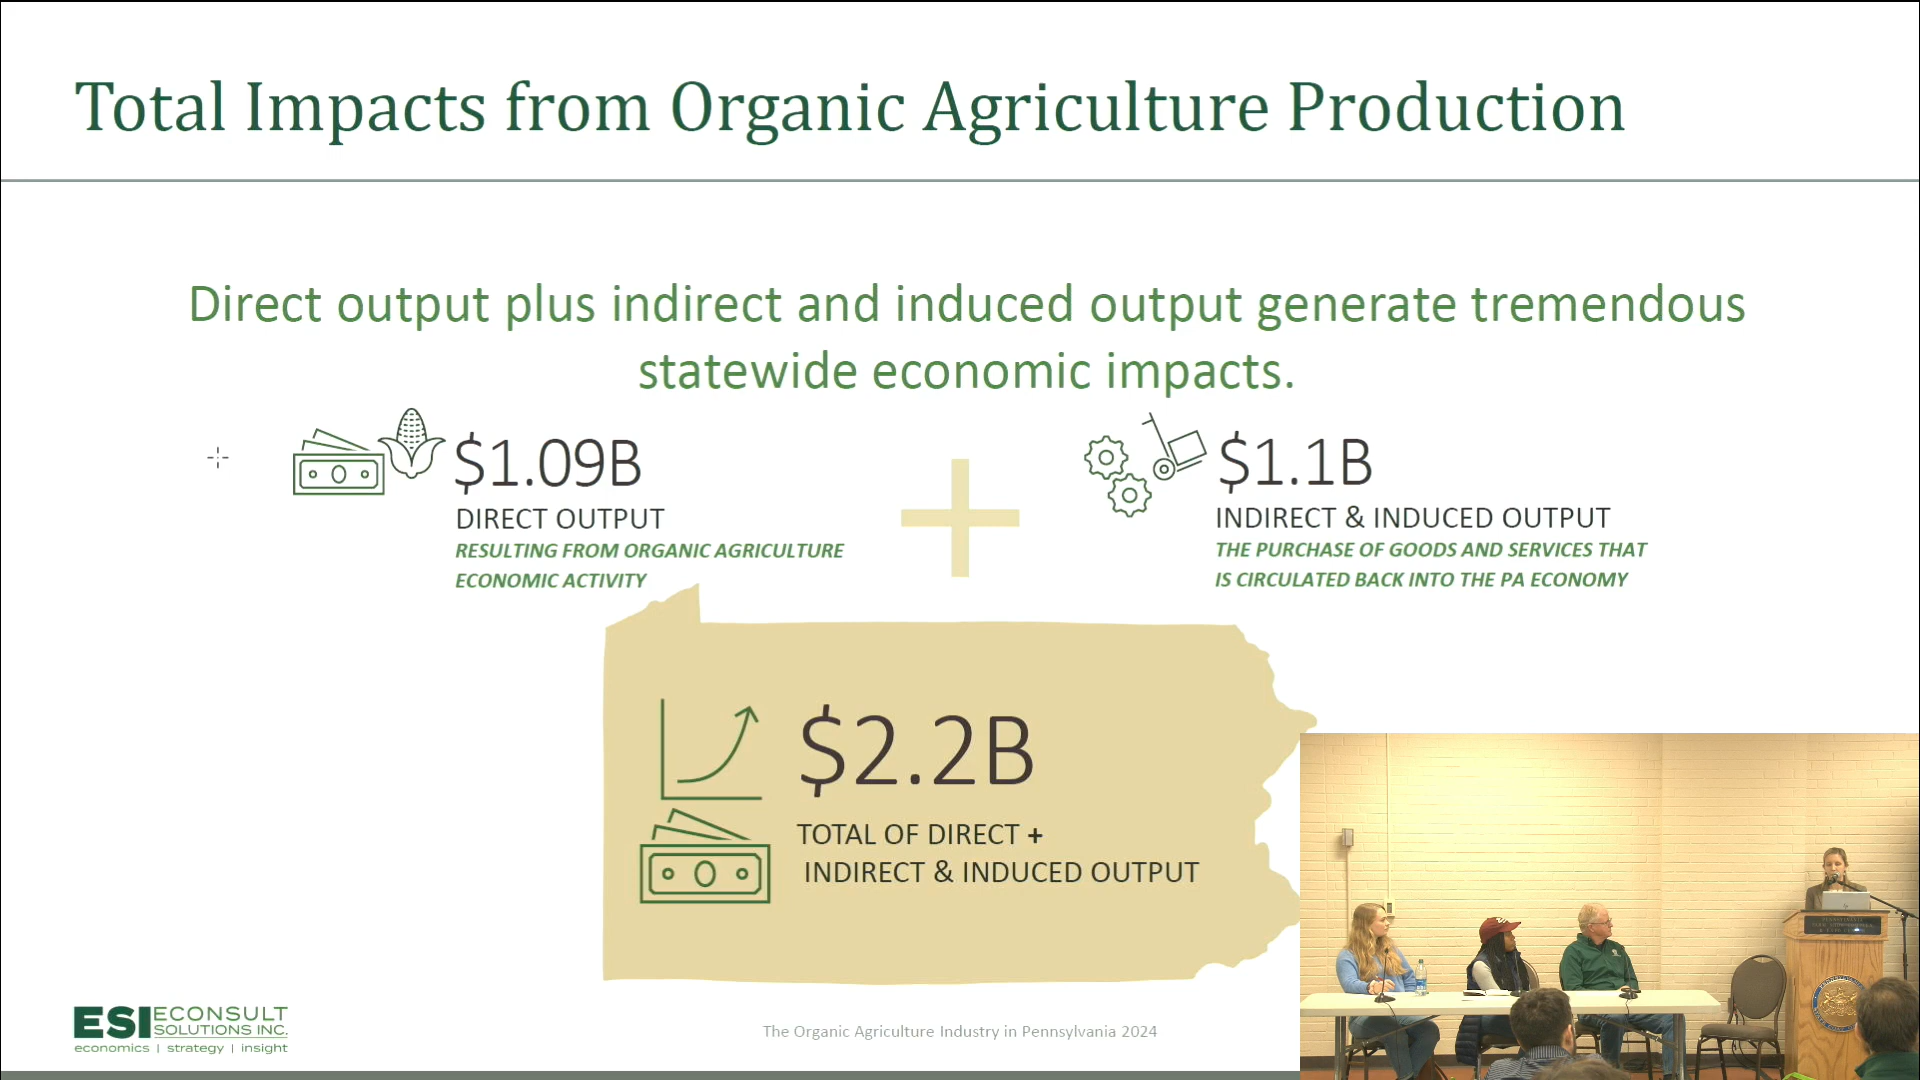 Total Impacts from Organic Agriculture Production
Direct output plus indirect and induced output generate tremendous
statewide economic impacts.
$1.09B
DIRECT OUTPUT
RESULTING FROM ORGANIC AGRICULTURE
ECONOMIC ACTIVITY
$1.1B
INDIRECT & INDUCED OUTPUT
THE PURCHASE OF GOODS AND SERVICES THAT
IS CIRCULATED BACK INTO THE PA ECONOMY
$2.2B
TOTAL OF DIRECT +
INDIRECT & INDUCED OUTPUT
ESI ECONSULT
SOLUTIONS INC.
economics | strategy | insight
The Organic Agriculture Industry in Pennsylvania 2024
PENNSYLVANIA